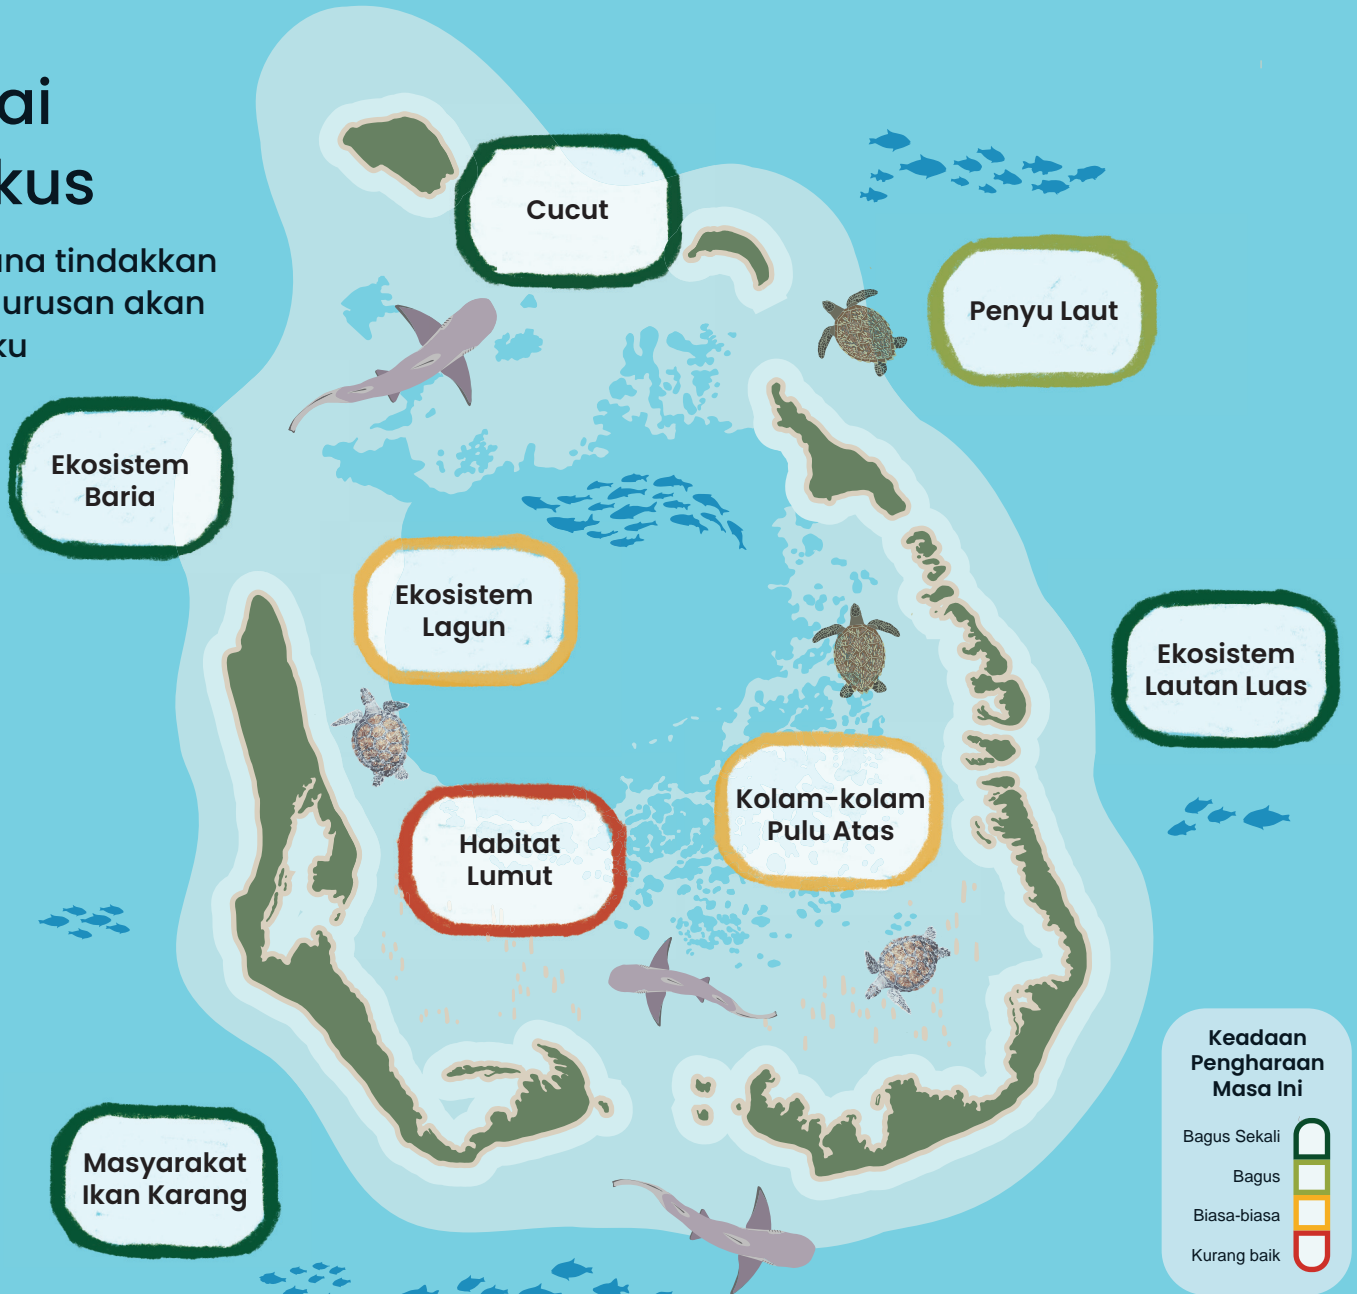 ai
kus
ana tindakkan
urusan akan
ku
Cucut
Penyu Laut
Ekosistem
Baria
Ekosistem
Lagun
Ekosistem
Lautan Luas
Kolam-kolam
Pulu Atas
Habitat
Lumut
Masyarakat
Ikan Karang
Keadaan
Pengharaan
Masa Ini
Bagus Sekali
Bagus
Biasa-biasa
Kurang baik